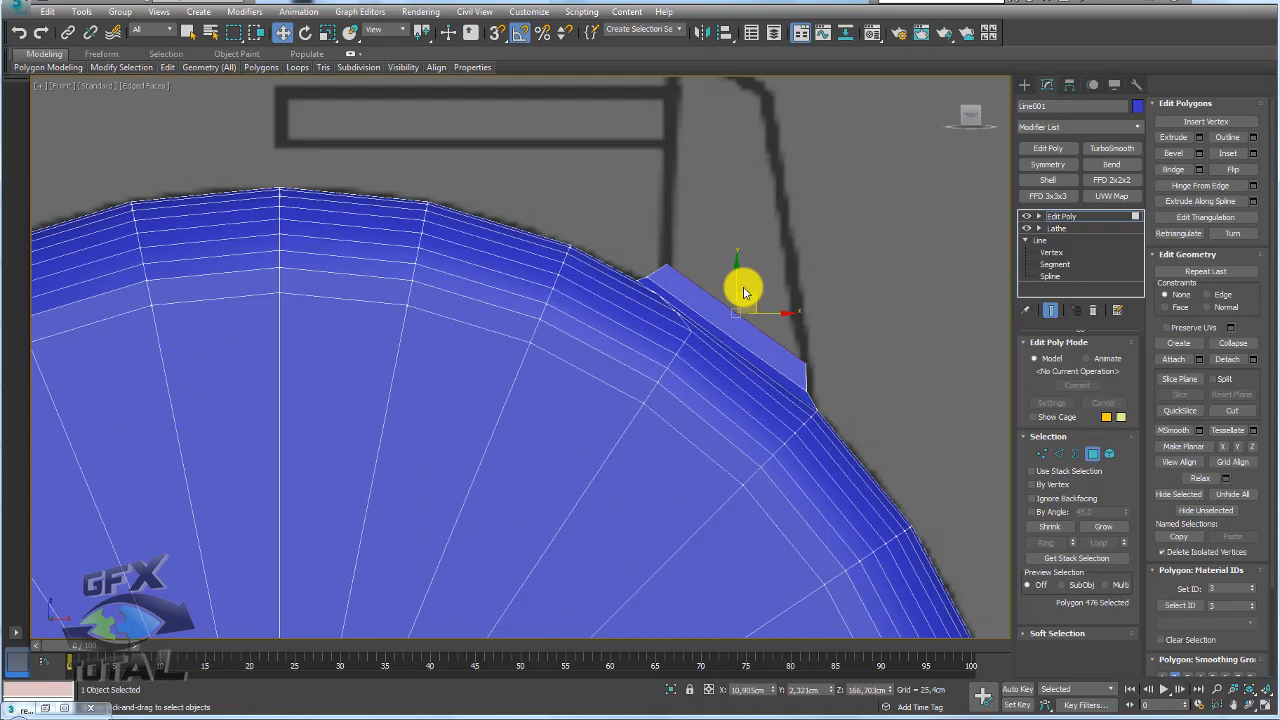 Edit Tools Group Views Create Modifiers Animation Graph Editors Rendering Civil View Customize Scripting Content Help
All View Create Selection Se
Modeling Freeform Selection Object Paint Populate
Polygon Modeling Modify Selection Edit Geometry (All) Polygons Loops Tris Subdivision Visibility Align Properties
[+] [Front] [Standard] [Edged Faces]
FRONT
Line001
Modifier List
Edit Poly TurboSmooth
Symmetry Bend
Shell FFD 2x2x2
FFD 3x3x3 UVW Map
Edit Poly
Lathe
Line
Vertex
Segment
Spline
Edit Poly Mode
Model Animate
<No Current Operation>
Commit
Settings Cancel
Show Cage
Selection
Use Stack Selection
By Vertex
Ignore Backfacing
By Angle: 45,0
Shrink Grow
Ring Loop
Get Stack Selection
Preview Selection
Off SubObj Multi
Polygon 476 Selected
Soft Selection
Edit Polygons
Insert Vertex
Extrude Outline
Bevel Inset
Bridge Flip
Hinge From Edge
Extrude Along Spline
Edit Triangulation
Retriangulate Turn
Edit Geometry
Repeat Last
Constraints
None Edge
Face Normal
Preserve UVs
Create Collapse
Attach Detach
Slice Plane Split
Slice Reset Plane
QuickSlice Cut
MSmooth Tessellate
Make Planar X Y Z
View Align Grid Align
Relax
Hide Selected Unhide All
Hide Unselected
Named Selections:
Copy Paste
Delete Isolated Vertices
Polygon: Material IDs
Set ID: 3
Select ID 3
Clear Selection
Polygon: Smoothing Gro
y
x
z
x
GFX
TOTAL
0 / 100
5 15 20 25 30 35 40 45 50 55 60 65 70 75 80 85 90 95 100
1 Object Selected
ck-and-drag to select objects
X: 10,905cm Y: 2,321cm Z: 166,703cm Grid = 25,4cm
Add Time Tag
Auto Key Selected
Set Key Key Filters...
0
3 re...